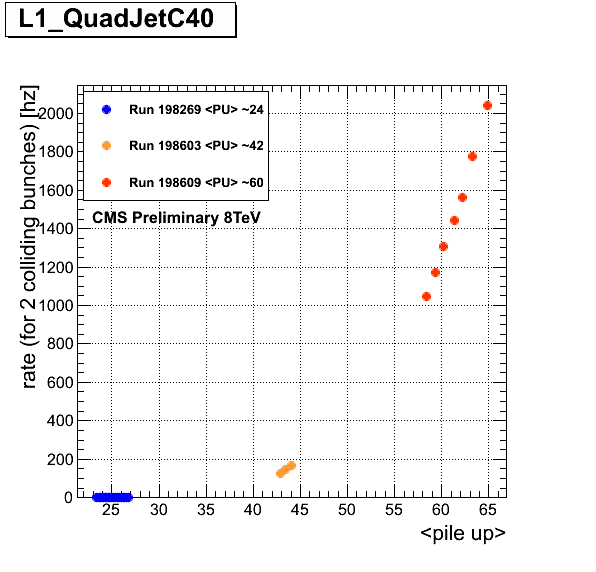 L1_QuadJetC40
rate (for 2 colliding bunches) [hz]
Run 198269 <PU> ~24
Run 198603 <PU> ~42
Run 198609 <PU> ~60
CMS Preliminary 8TeV
2000
1800
1600
1400
1200
1000
800
600
400
200
0
25 30 35 40 45 50 55 60 65
<pile up>